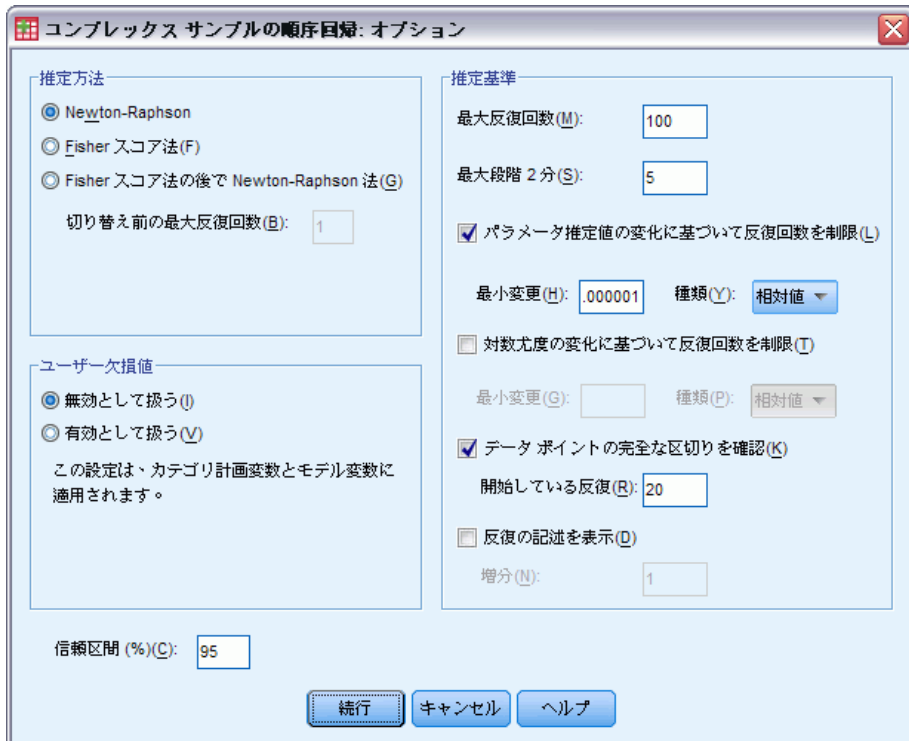 コンプレックス サンプルの順序回帰: オプション
推定方法
Newton-Raphson
Fisher スコア法(F)
Fisher スコア法の後で Newton-Raphson 法(G)
切り替え前の最大反復回数(B): 1
ユーザー欠損値
無効として扱う(I)
有効として扱う(V)
この設定は、カテゴリ計画変数とモデル変数に
適用されます。
推定基準
最大反復回数(M): 100
最大段階 2 分(S): 5
パラメータ推定値の変化に基づいて反復回数を制限(L)
最小変更(H): .000001 種類(Y): 相対値
対数尤度の変化に基づいて反復回数を制限(T)
最小変更(G): 種類(P): 相対値
データ ポイントの完全な区切りを確認(K)
開始している反復(R): 20
反復の記述を表示(D)
増分(N): 1
信頼区間 (%)(C): 95
続行 キャンセル ヘルプ